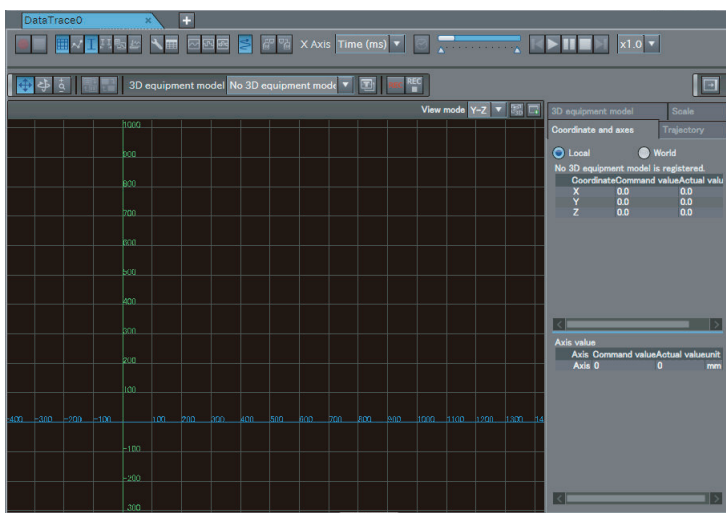 DataTrace0 × +
X Axis Time (ms) x1.0
3D equipment model No 3D equipment mode REC
View mode Y-Z
3D equipment model Scale
Coordinate and axes Trajectory
Local World
No 3D equipment model is registered.
Coordinate Command value Actual valu
X 0.0 0.0
Y 0.0 0.0
Z 0.0 0.0
Axis value
Axis Command value Actual value unit
Axis 0 0 mm
1000
900
800
700
600
500
400
300
200
100
-400 -300 -200 -100 100 200 300 400 500 600 700 800 900 1000 1100 1200 1300 14
-100
-200
-300